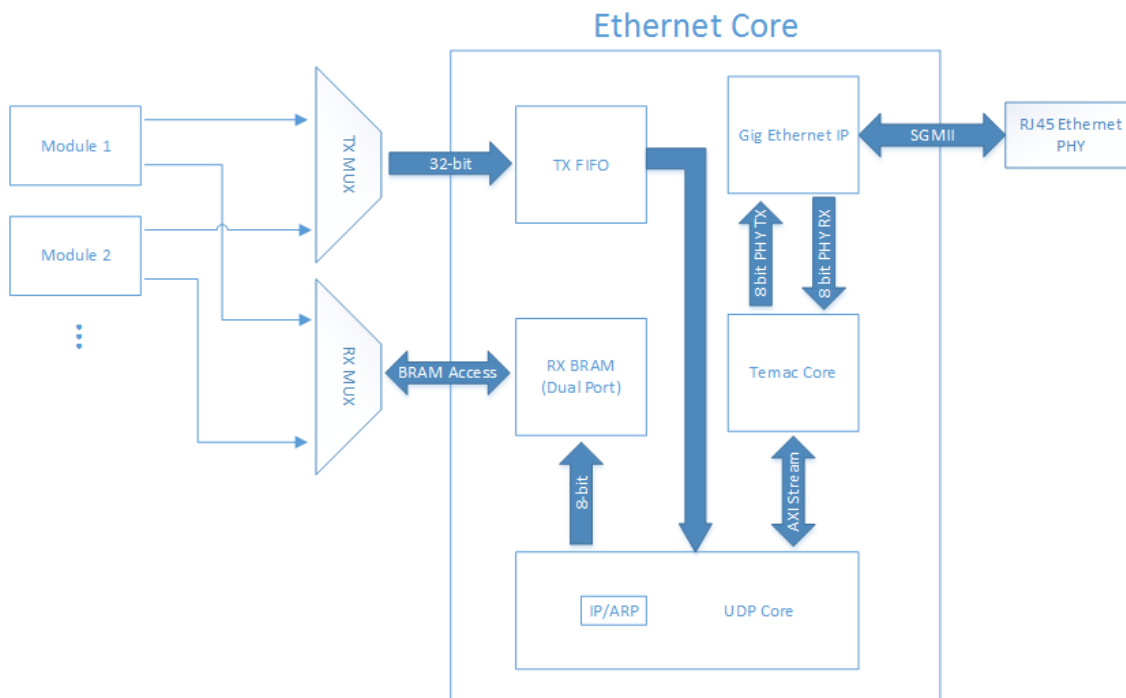 Ethernet Core
Module 1
Module 2
TX MUX
RX MUX
32-bit
BRAM Access
TX FIFO
RX BRAM
(Dual Port)
8-bit
Gig Ethernet IP
SGMII
RJ45 Ethernet
PHY
8 bit PHY TX
8 bit PHY RX
Temac Core
AXI Stream
IP/ARP
UDP Core